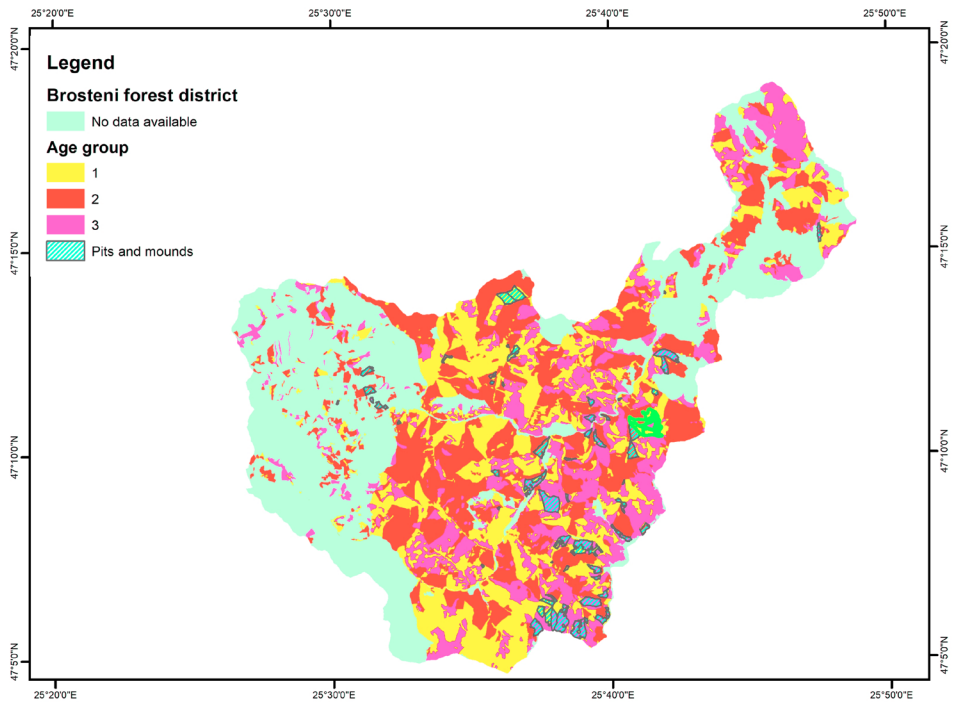 25°20'0"E 25°30'0"E 25°40'0"E 25°50'0"E
47°20'0"N 47°20'0"N
Legend
Brosteni forest district
No data available
Age group
1
2
3
Pits and mounds
47°15'0"N 47°15'0"N
47°10'0"N 47°10'0"N
47°5'0"N 47°5'0"N
25°20'0"E 25°30'0"E 25°40'0"E 25°50'0"E